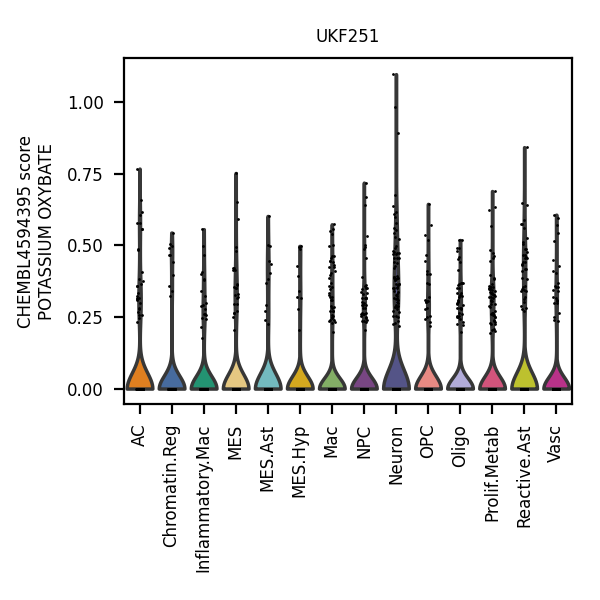 UKF251
CHEMBL4594395 score
POTASSIUM OXYBATE
1.00
0.75
0.50
0.25
0.00
AC
Chromatin.Reg
Inflammatory.Mac
MES
MES.Ast
MES.Hyp
Mac
NPC
Neuron
OPC
Oligo
Prolif.Metab
Reactive.Ast
Vasc